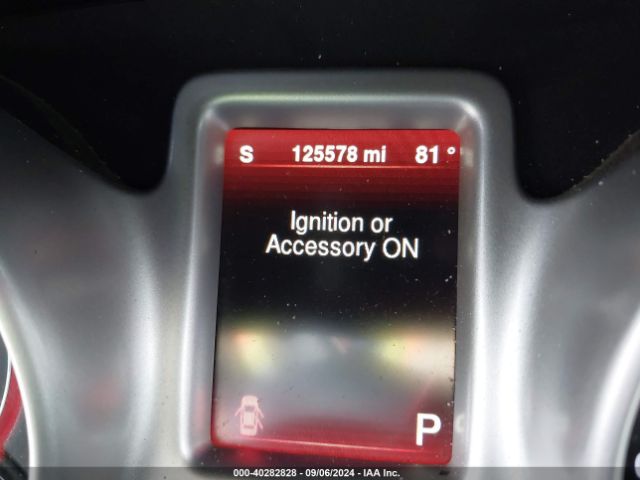 S 125578 mi 81°
Ignition or
Accessory ON
P
000-40282828 - 09/06/2024 - IAA Inc.